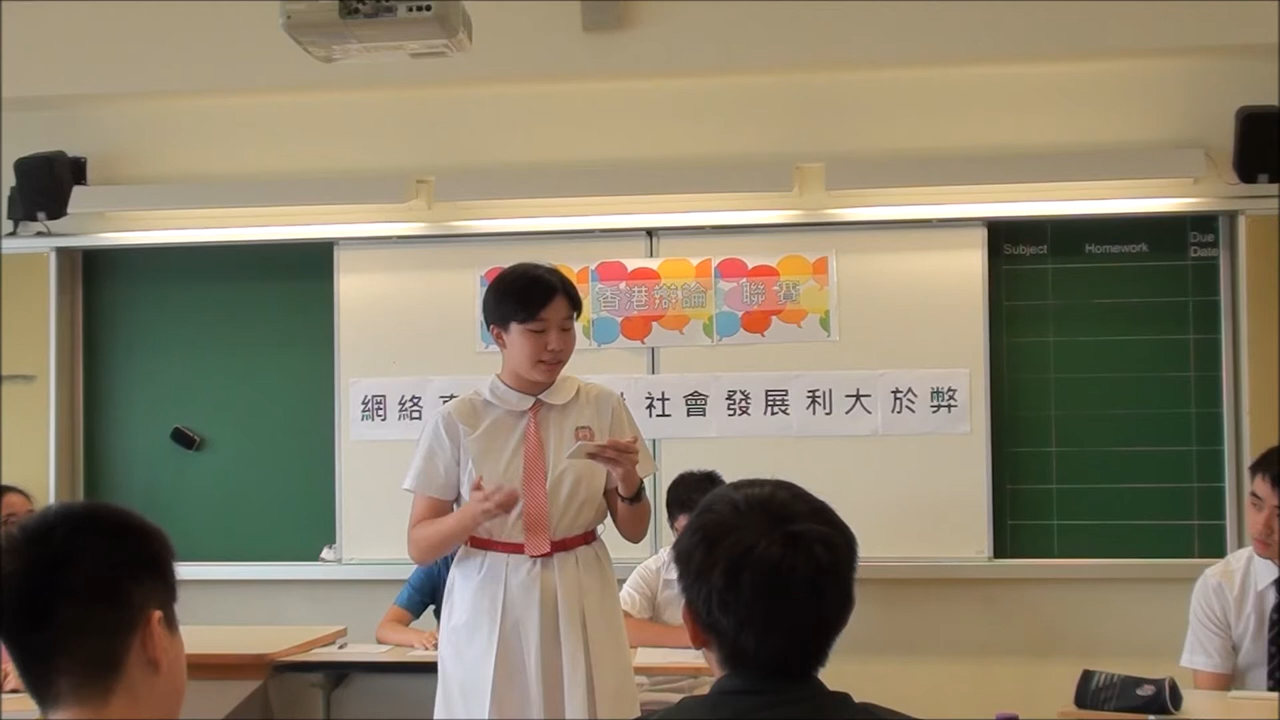 香港辯論 聯賽
網絡
社會發展利大於弊
Subject
Homework
Due
Date